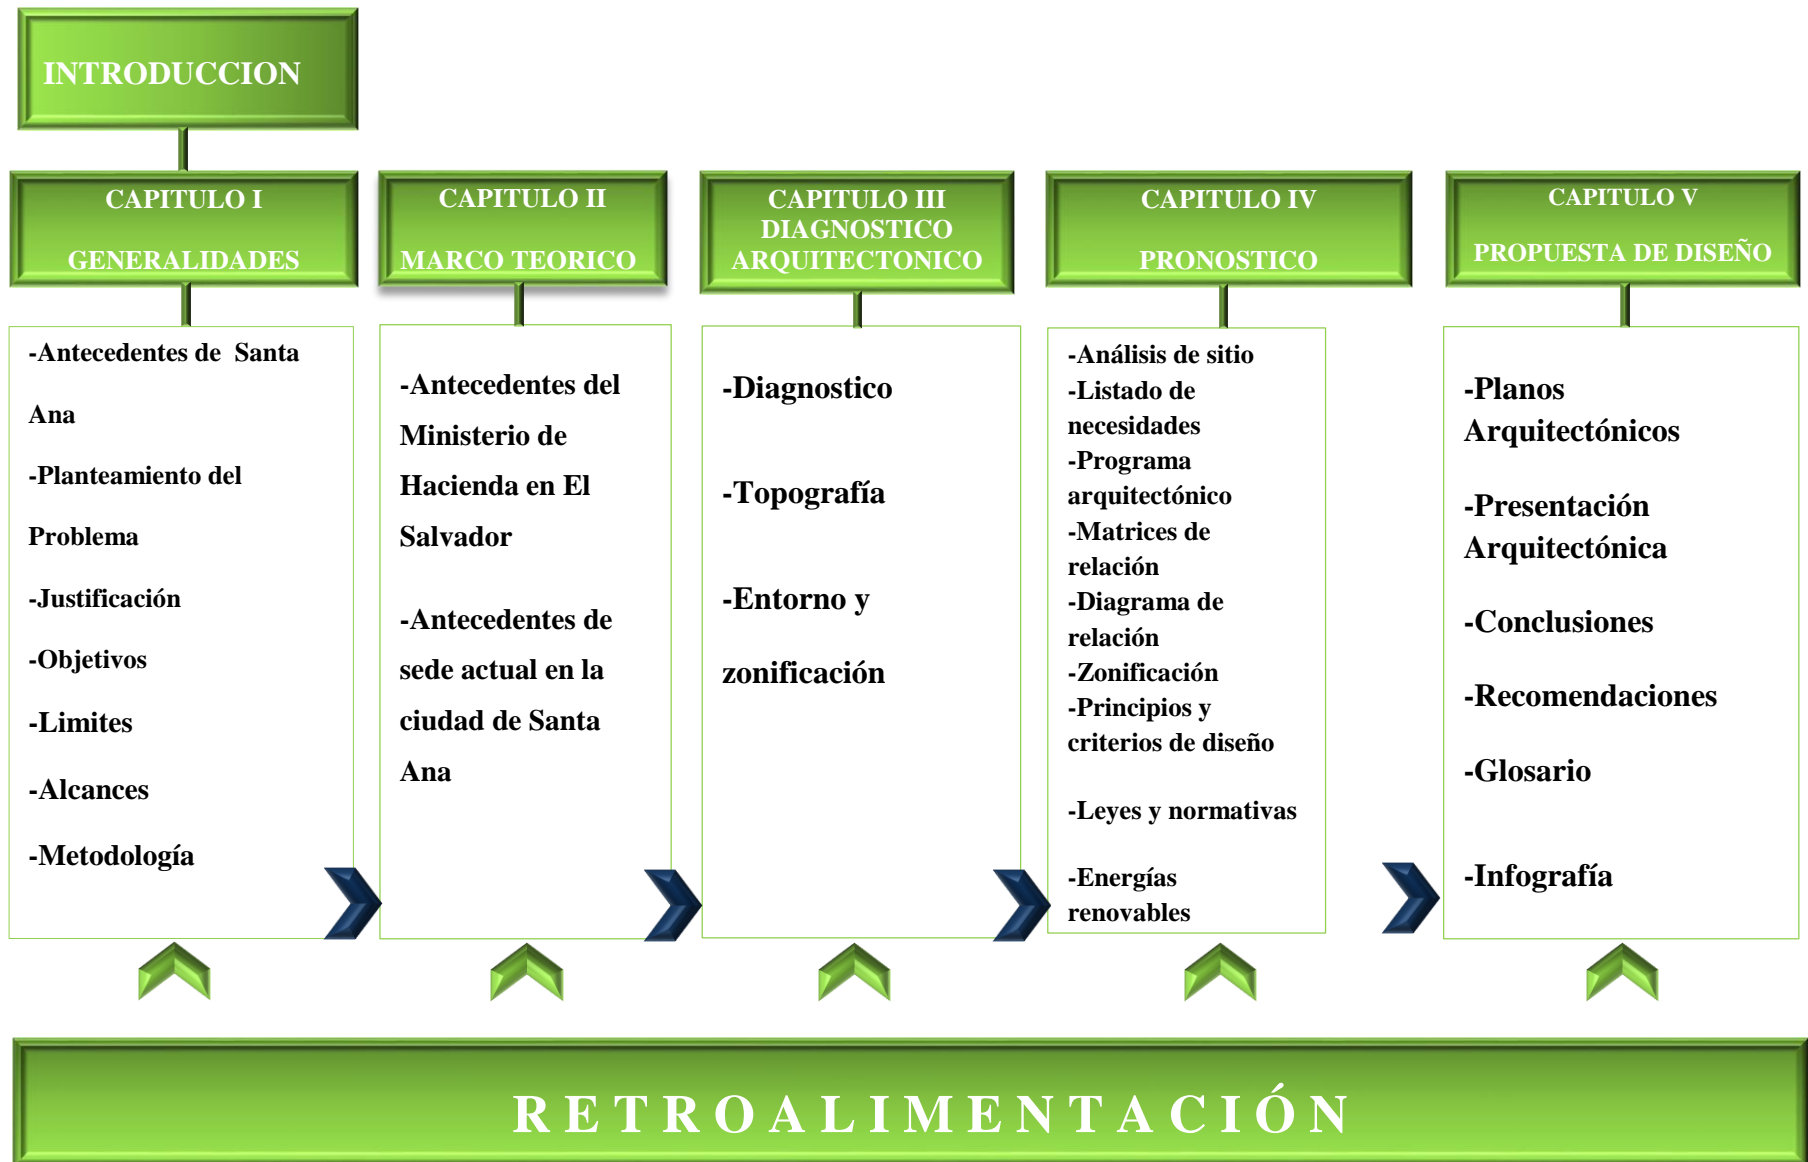 INTRODUCCION
CAPITULO I
GENERALIDADES
-Antecedentes de Santa
Ana
-Planteamiento del
Problema
-Justificación
-Objetivos
-Limites
-Alcances
-Metodología
CAPITULO II
MARCO TEORICO
-Antecedentes del
Ministerio de
Hacienda en El
Salvador
-Antecedentes de
sede actual en la
ciudad de Santa
Ana
CAPITULO III
DIAGNOSTICO
ARQUITECTONICO
-Diagnostico
-Topografía
-Entorno y
zonificación
CAPITULO IV
PRONOSTICO
-Análisis de sitio
-Listado de
necesidades
-Programa
arquitectónico
-Matrices de
relación
-Diagrama de
relación
-Zonificación
-Principios y
criterios de diseño
-Leyes y normativas
-Energías
renovables
CAPITULO V
PROPUESTA DE DISEÑO
-Planos
Arquitectónicos
-Presentación
Arquitectónica
-Conclusiones
-Recomendaciones
-Glosario
-Infografía
RETROALIMENTACIÓN